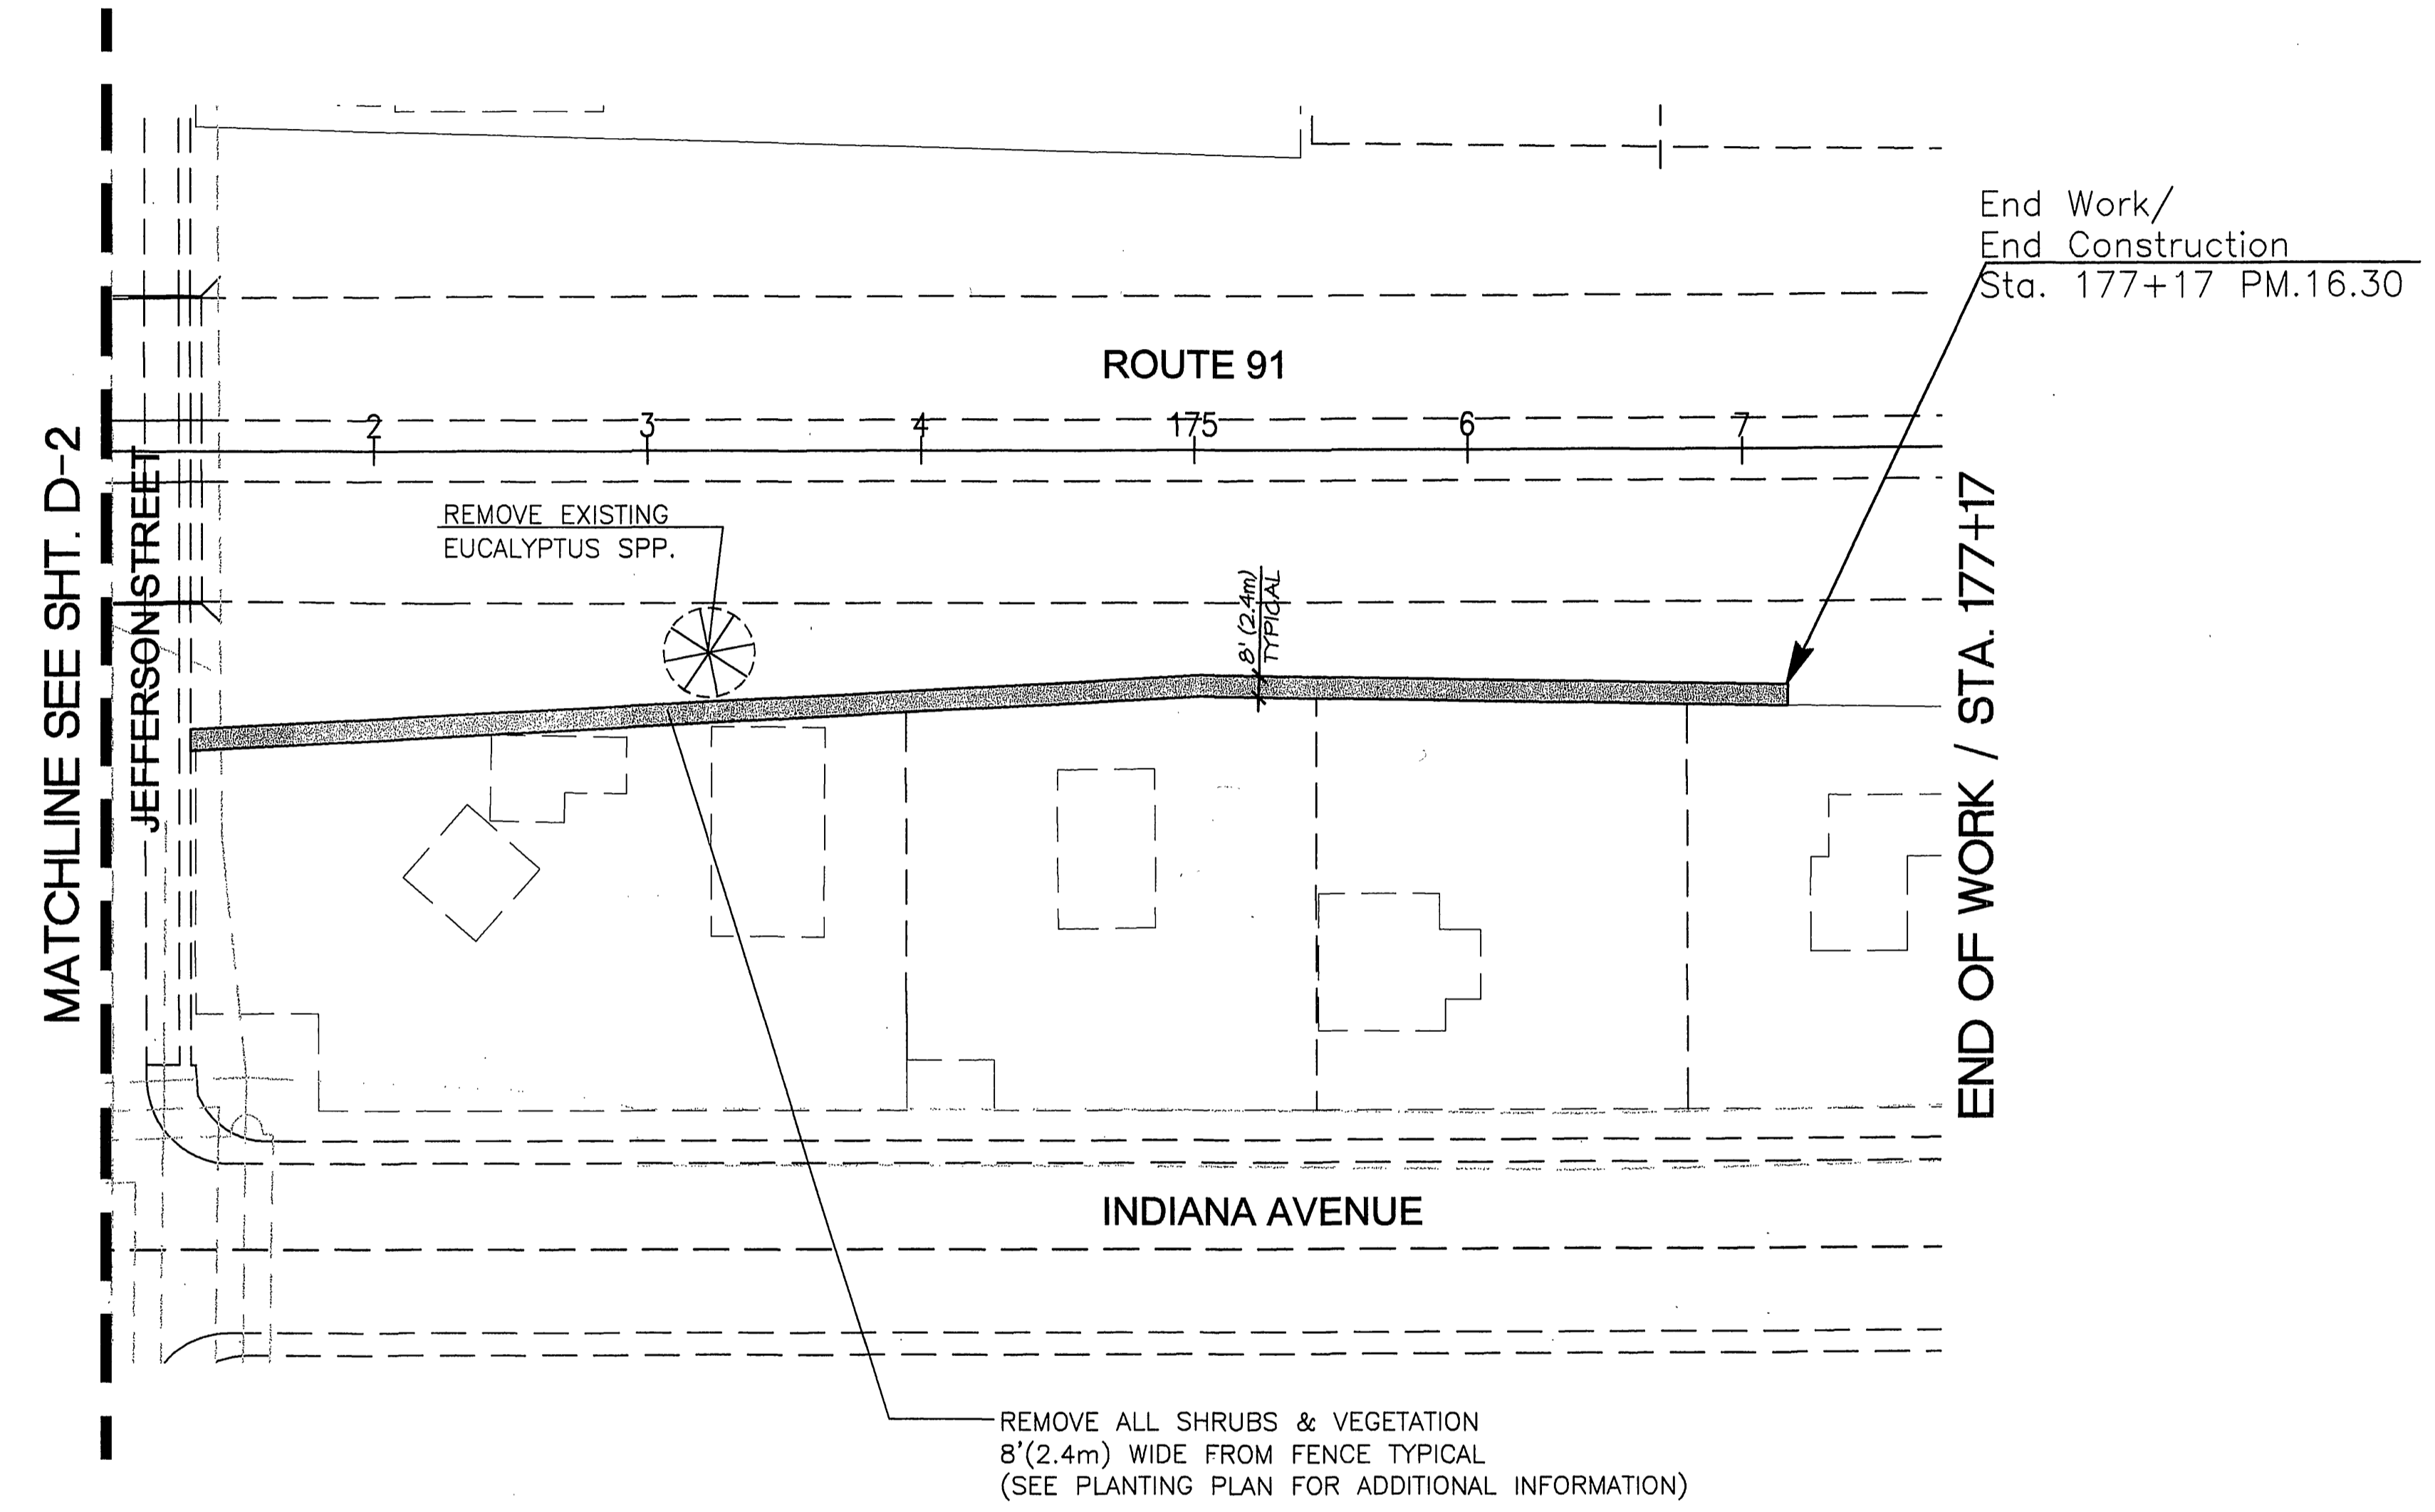 End Work/
End Construction
Sta. 177+17 PM.16.30
ROUTE 91
2 3 4 175 6 7
MATCHLINE SEE SHT. D-2
JEFFERSON STREET
REMOVE EXISTING
EUCALYPTUS SPP.
8' (2.4m)
TYPICAL
END OF WORK / STA. 177+17
INDIANA AVENUE
REMOVE ALL SHRUBS & VEGETATION
8'(2.4m) WIDE FROM FENCE TYPICAL
(SEE PLANTING PLAN FOR ADDITIONAL INFORMATION)